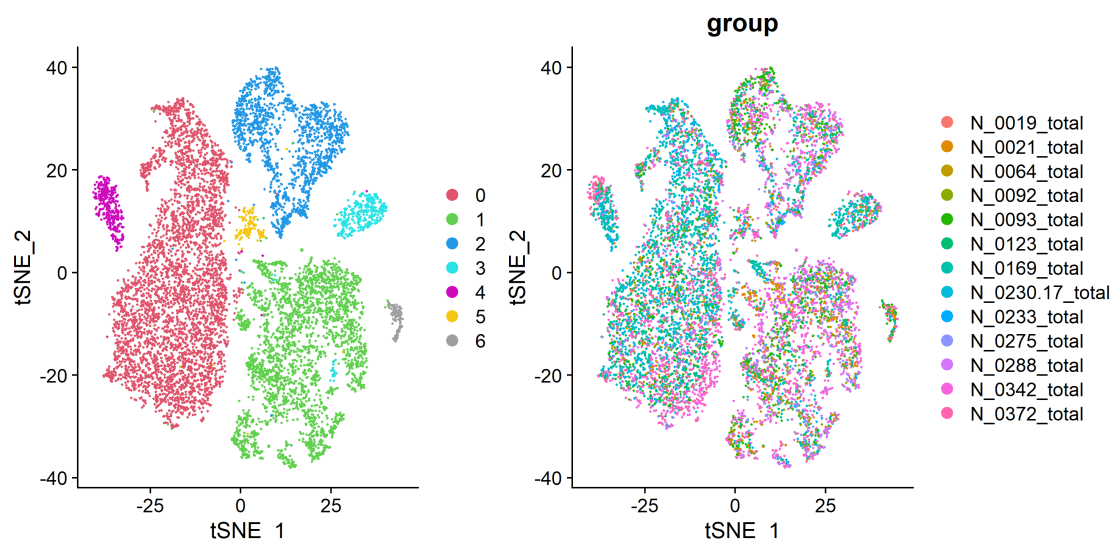 group
tSNE_2
40
20
0
-20
-40
-25
0
25
tSNE_1
0
1
2
3
4
5
6
tSNE_2
40
20
0
-20
-40
-25
0
25
tSNE_1
N_0019_total
N_0021_total
N_0064_total
N_0092_total
N_0093_total
N_0123_total
N_0169_total
N_0230.17_total
N_0233_total
N_0275_total
N_0288_total
N_0342_total
N_0372_total